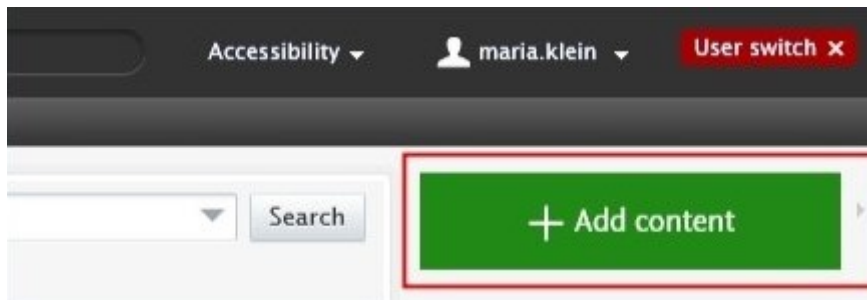 Accessibility maria.klein User switch x
Search + Add content